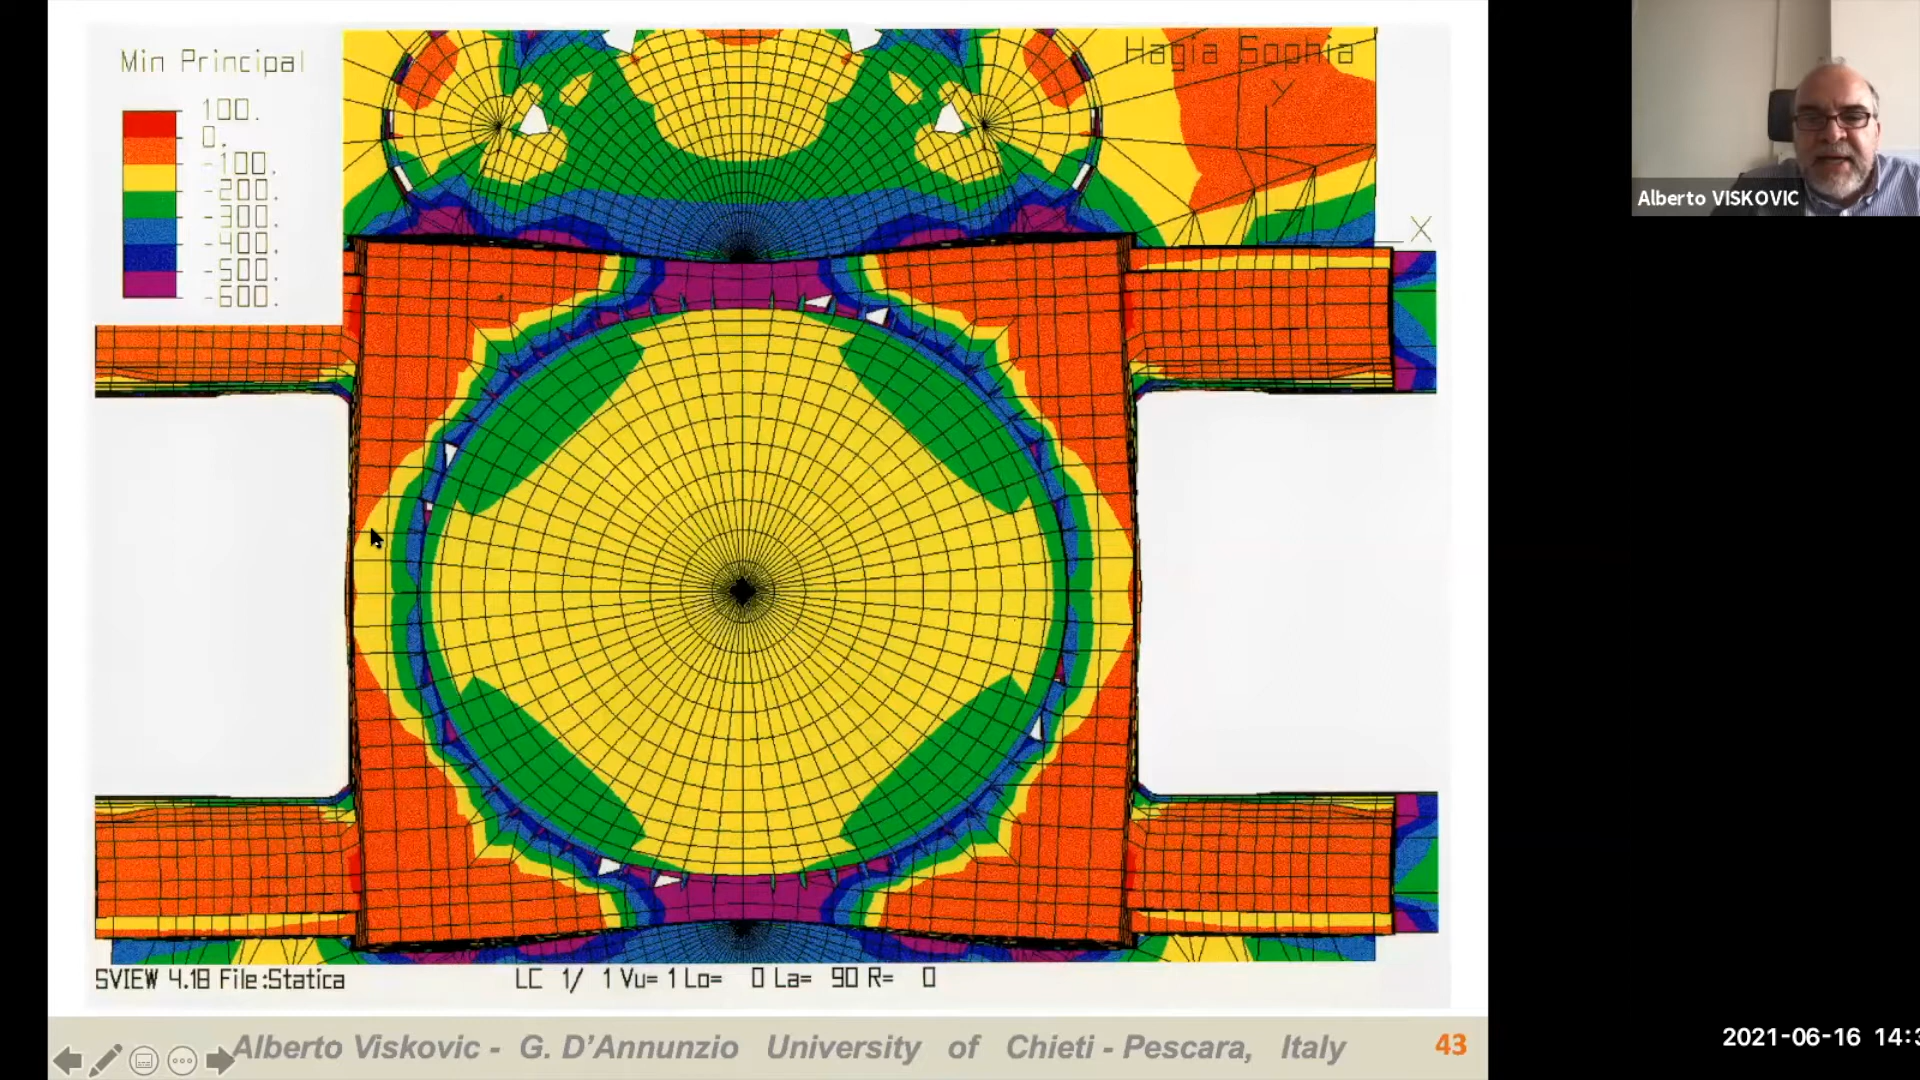 Min Principal
Hagia Sophia
Y
100.
0.
-100.
-200.
-300.
-400.
-500.
-600.
X
Alberto VISKOVIC
SVIEW 4.18 File:Statica LC 1/ 1 Vu= 1 Lo= 0 La= 90 R= 0
Alberto Viskovic - G. D'Annunzio University of Chieti - Pescara, Italy 43
2021-06-16 14:3